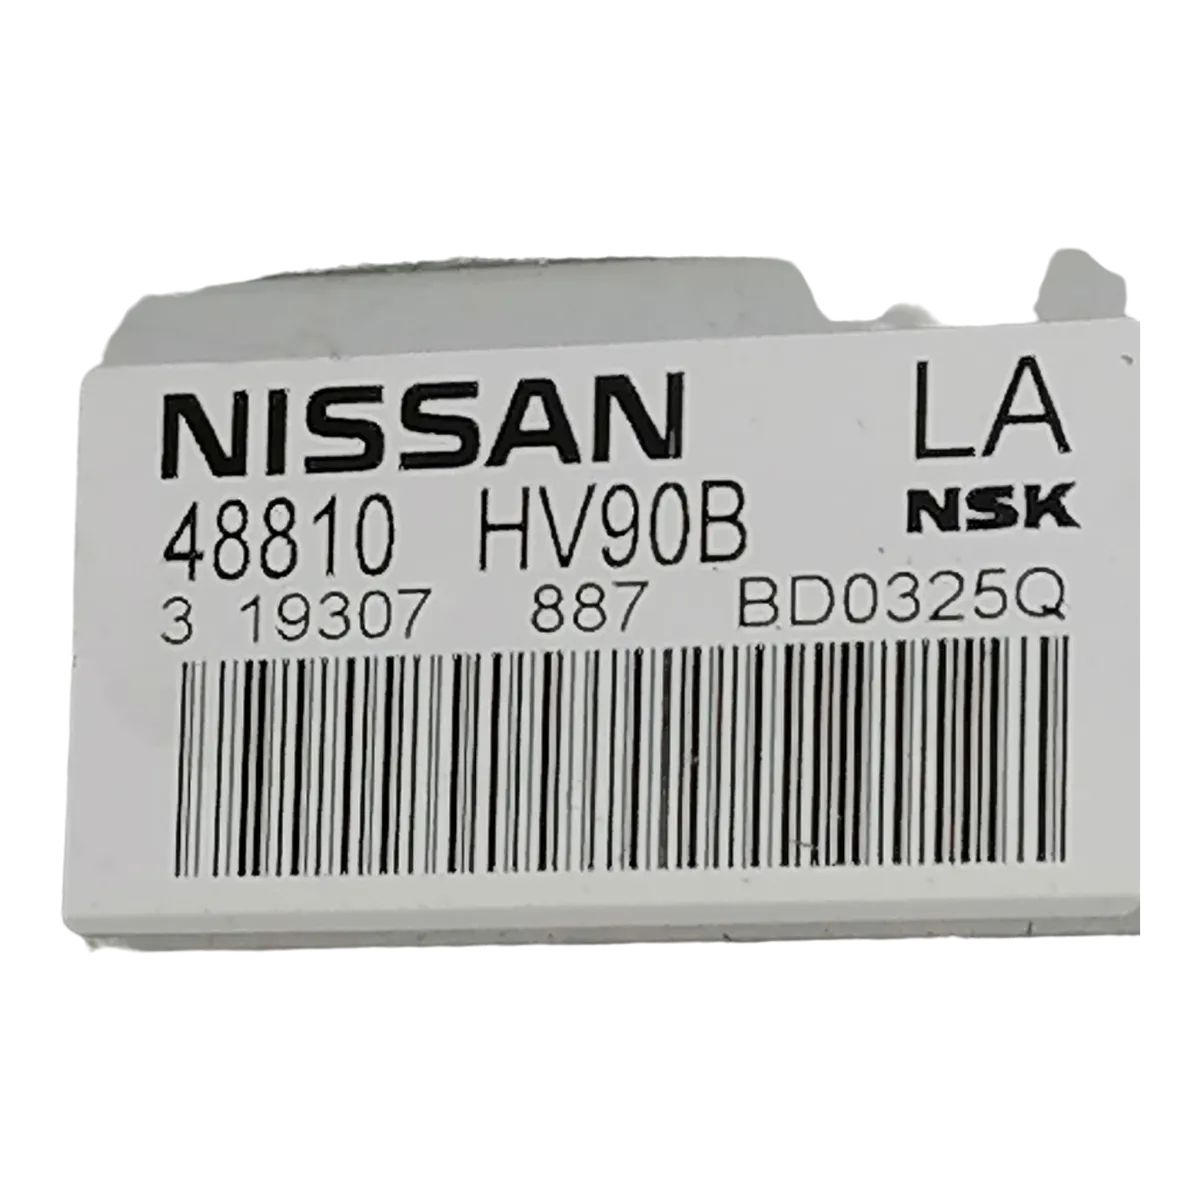 NISSAN LA
48810 HV90B NSK
3 19307 887 BD0325Q